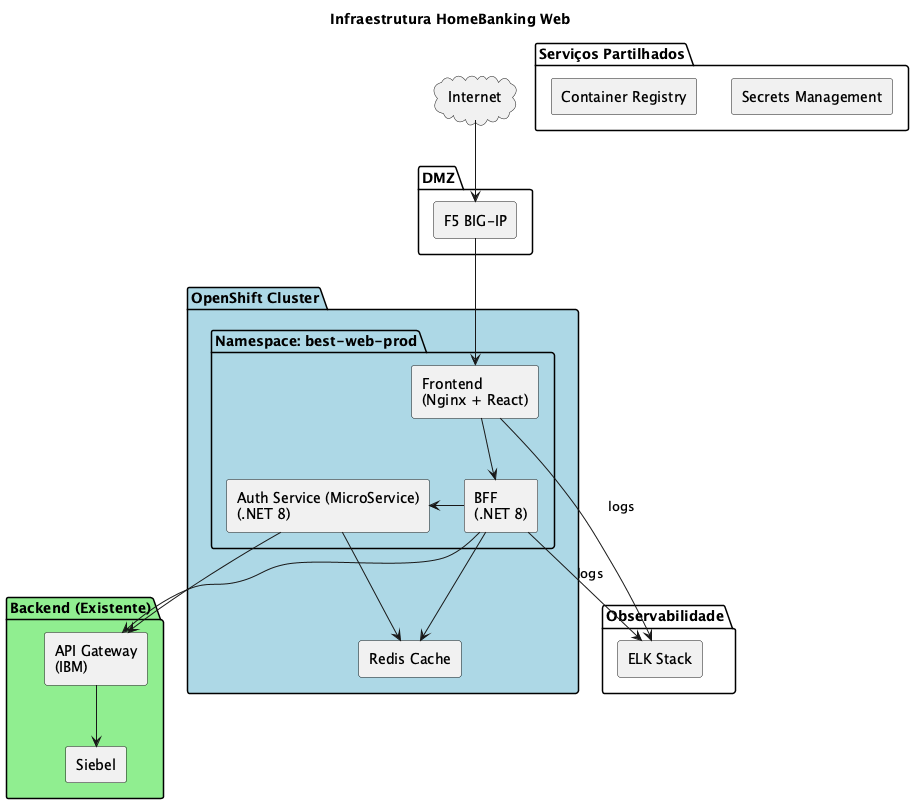 Infraestrutura HomeBanking Web
Serviços Partilhados
Container Registry
Secrets Management
Internet
DMZ
F5 BIG-IP
OpenShift Cluster
Namespace: best-web-prod
Frontend
(Nginx + React)
Auth Service (MicroService)
(.NET 8)
BFF
(.NET 8)
logs
logs
Backend (Existente)
API Gateway
(IBM)
Siebel
Redis Cache
Observabilidade
ELK Stack